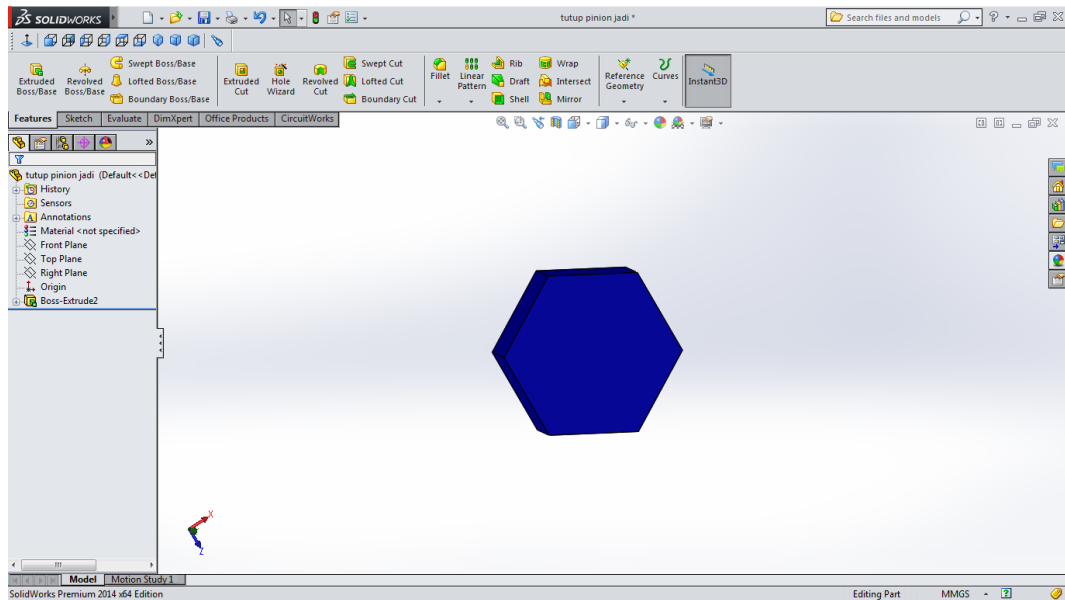 SOLIDWORKS
tutup pinion jadi *
Search files and models
Extruded Boss/Base
Revolved Boss/Base
Swept Boss/Base
Lofted Boss/Base
Boundary Boss/Base
Extruded Cut
Hole Wizard
Revolved Cut
Swept Cut
Lofted Cut
Boundary Cut
Fillet
Linear Pattern
Rib
Draft
Shell
Wrap
Intersect
Mirror
Reference Geometry
Curves
Instant3D
Features Sketch Evaluate DimXpert Office Products CircuitWorks
tutup pinion jadi (Default<<Def
History
Sensors
A Annotations
Material <not specified>
Front Plane
Top Plane
Right Plane
Origin
Boss-Extrude2
X
Z
Model Motion Study 1
SolidWorks Premium 2014 x64 Edition Editing Part MMGS